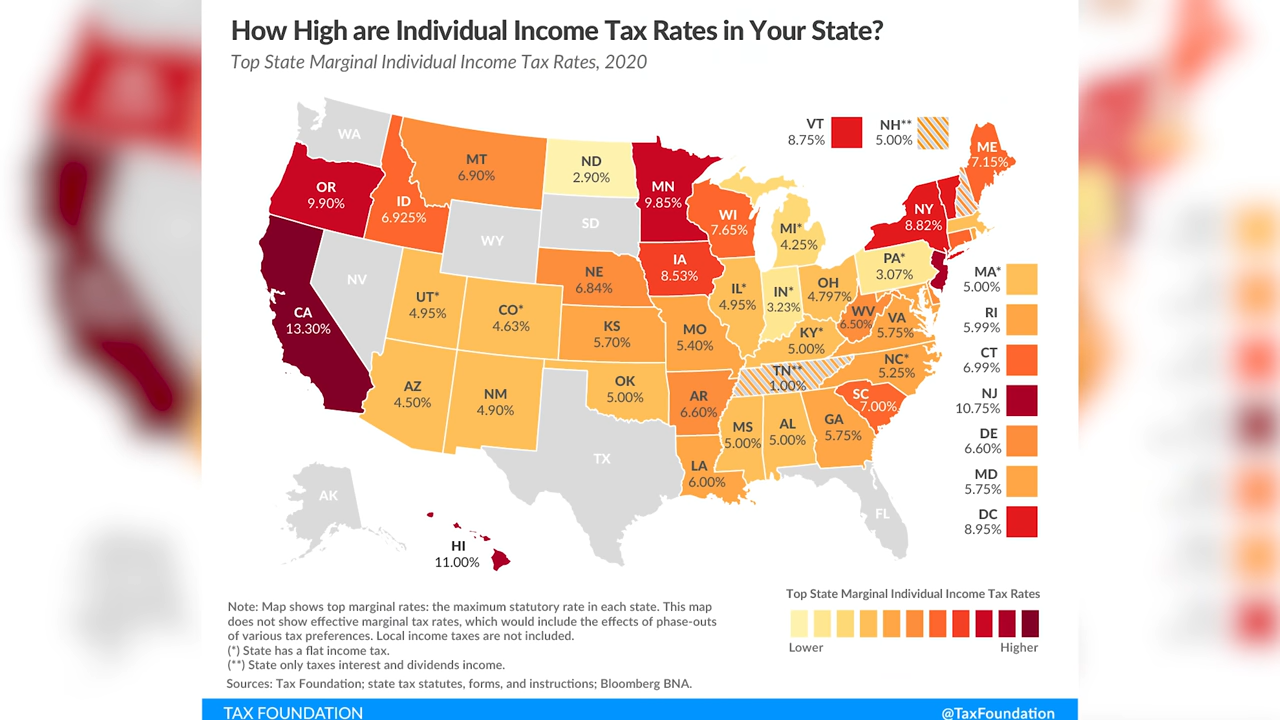 How High are Individual Income Tax Rates in Your State?
Top State Marginal Individual Income Tax Rates, 2020
VT
8.75%
NH**
5.00%
WA
MT
6.90%
ND
2.90%
MN
9.85%
ME
7.15%
OR
9.90%
ID
6.925%
WI
7.65%
NY
8.82%
SD
WY
MI*
4.25%
IA
8.53%
PA*
3.07%
NV
NE
6.84%
MA*
5.00%
UT*
4.95%
CO*
4.63%
IL*
4.95%
IN*
3.23%
OH
4.797%
CA
13.30%
WV
6.50%
VA
5.75%
RI
5.99%
KS
5.70%
MO
5.40%
KY*
5.00%
NC*
5.25%
CT
6.99%
TN**
1.00%
AZ
4.50%
NM
4.90%
OK
5.00%
AR
6.60%
SC
7.00%
NJ
10.75%
MS
5.00%
AL
5.00%
GA
5.75%
DE
6.60%
TX
LA
6.00%
MD
5.75%
AK
FL
DC
8.95%
HI
11.00%
Top State Marginal Individual Income Tax Rates
Lower
Higher
Note: Map shows top marginal rates: the maximum statutory rate in each state. This map
does not show effective marginal tax rates, which would include the effects of phase-outs
of various tax preferences. Local income taxes are not included.
(*) State has a flat income tax.
(**) State only taxes interest and dividends income.
Sources: Tax Foundation; state tax statutes, forms, and instructions; Bloomberg BNA.
TAX FOUNDATION
@TaxFoundation